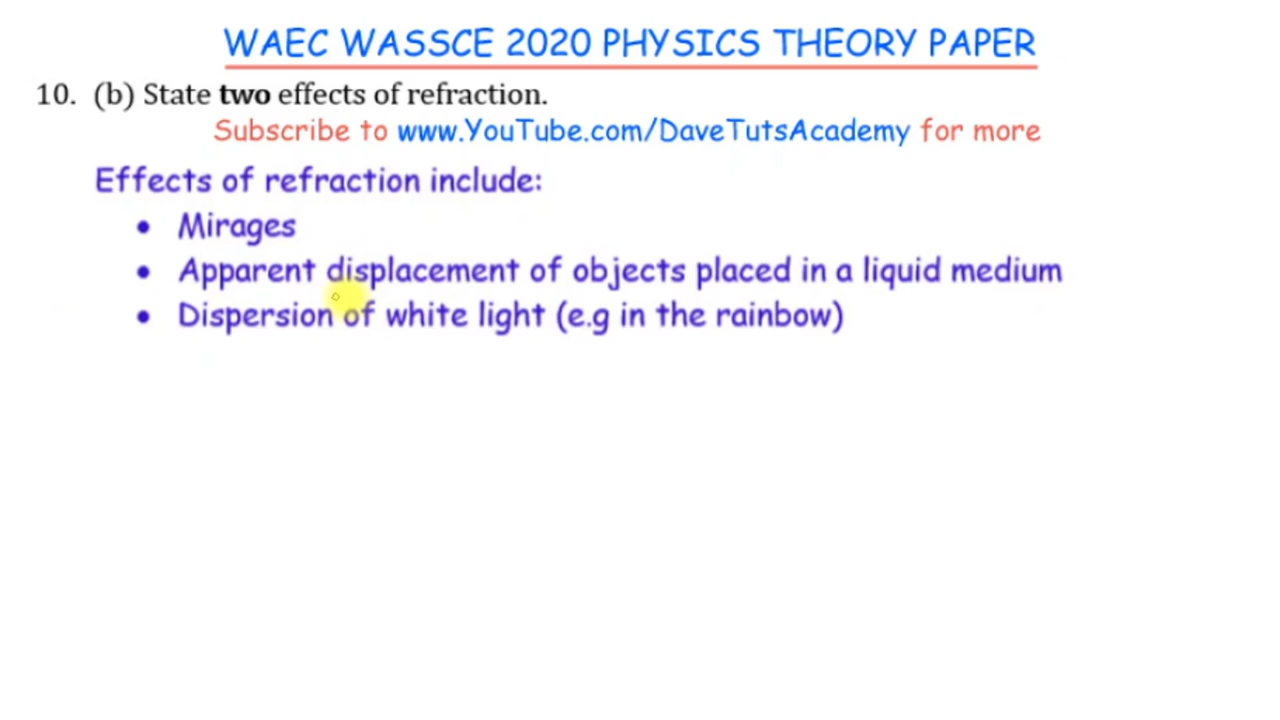 WAEC WASSCE 2020 PHYSICS THEORY PAPER
10. (b) State two effects of refraction.
Subscribe to www.YouTube.com/DaveTutsAcademy for more
Effects of refraction include:
• Mirages
• Apparent displacement of objects placed in a liquid medium
• Dispersion of white light (e.g in the rainbow)